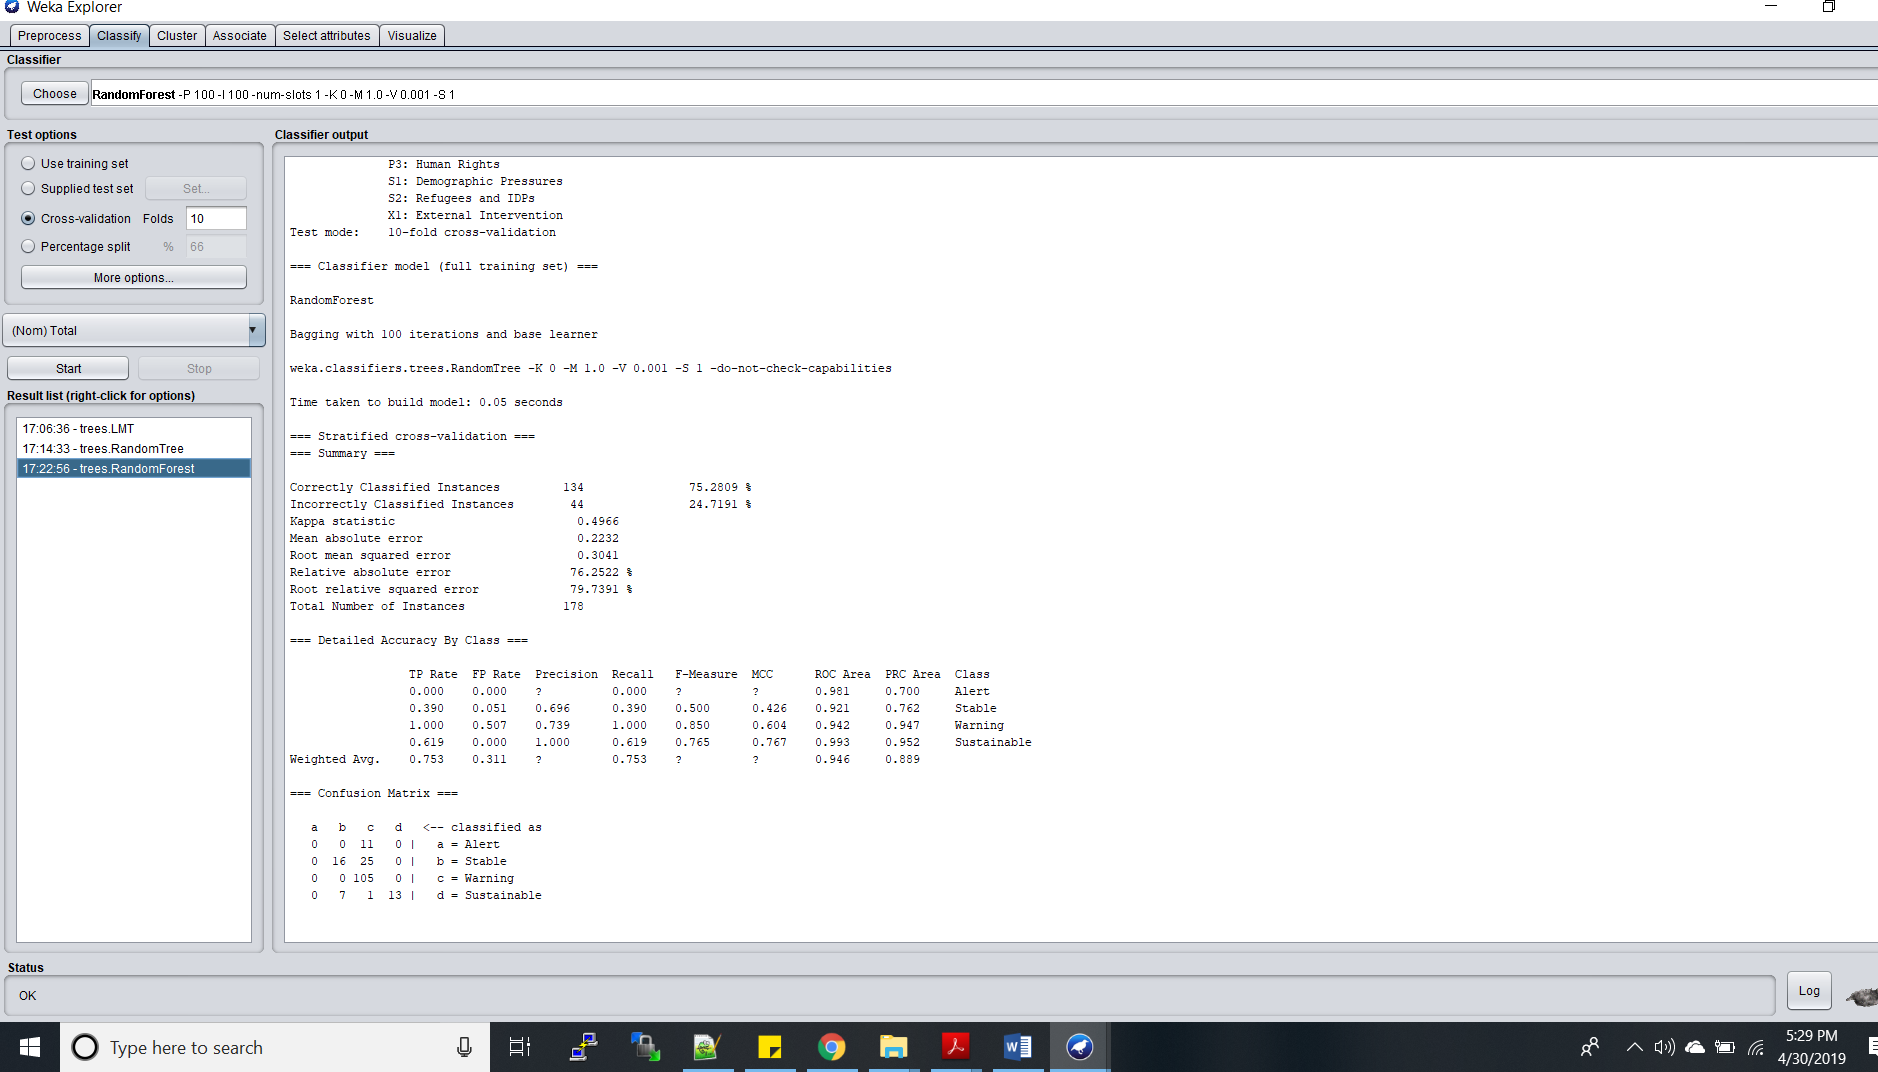 Weka Explorer
Preprocess Classify Cluster Associate Select attributes Visualize
Classifier
Choose RandomForest -P 100 -I 100 -num-slots 1 -K 0 -M 1.0 -V 0.001 -S 1
Test options
Use training set
Supplied test set Set...
Cross-validation Folds 10
Percentage split % 66
More options...
(Nom) Total
Start Stop
Result list (right-click for options)
17:06:36 - trees.LMT
17:14:33 - trees.RandomTree
17:22:56 - trees.RandomForest
Classifier output
P3: Human Rights
S1: Demographic Pressures
S2: Refugees and IDPs
X1: External Intervention
Test mode: 10-fold cross-validation
=== Classifier model (full training set) ===
RandomForest
Bagging with 100 iterations and base learner
weka.classifiers.trees.RandomTree -K 0 -M 1.0 -V 0.001 -S 1 -do-not-check-capabilities
Time taken to build model: 0.05 seconds
=== Stratified cross-validation ===
=== Summary ===
Correctly Classified Instances 134 75.2809 %
Incorrectly Classified Instances 44 24.7191 %
Kappa statistic 0.4966
Mean absolute error 0.2232
Root mean squared error 0.3041
Relative absolute error 76.2522 %
Root relative squared error 79.7391 %
Total Number of Instances 178
=== Detailed Accuracy By Class ===
TP Rate FP Rate Precision Recall F-Measure MCC ROC Area PRC Area Class
0.000 0.000 ? 0.000 ? ? 0.981 0.700 Alert
0.390 0.051 0.696 0.390 0.500 0.426 0.921 0.762 Stable
1.000 0.507 0.739 1.000 0.850 0.604 0.942 0.947 Warning
0.619 0.000 1.000 0.619 0.765 0.767 0.993 0.952 Sustainable
Weighted Avg. 0.753 0.311 ? 0.753 ? ? 0.946 0.889
=== Confusion Matrix ===
a b c d <-- classified as
0 0 11 0 | a = Alert
0 16 25 0 | b = Stable
0 0 105 0 | c = Warning
0 7 1 13 | d = Sustainable
Status
OK
Log
Type here to search
5:29 PM
4/30/2019